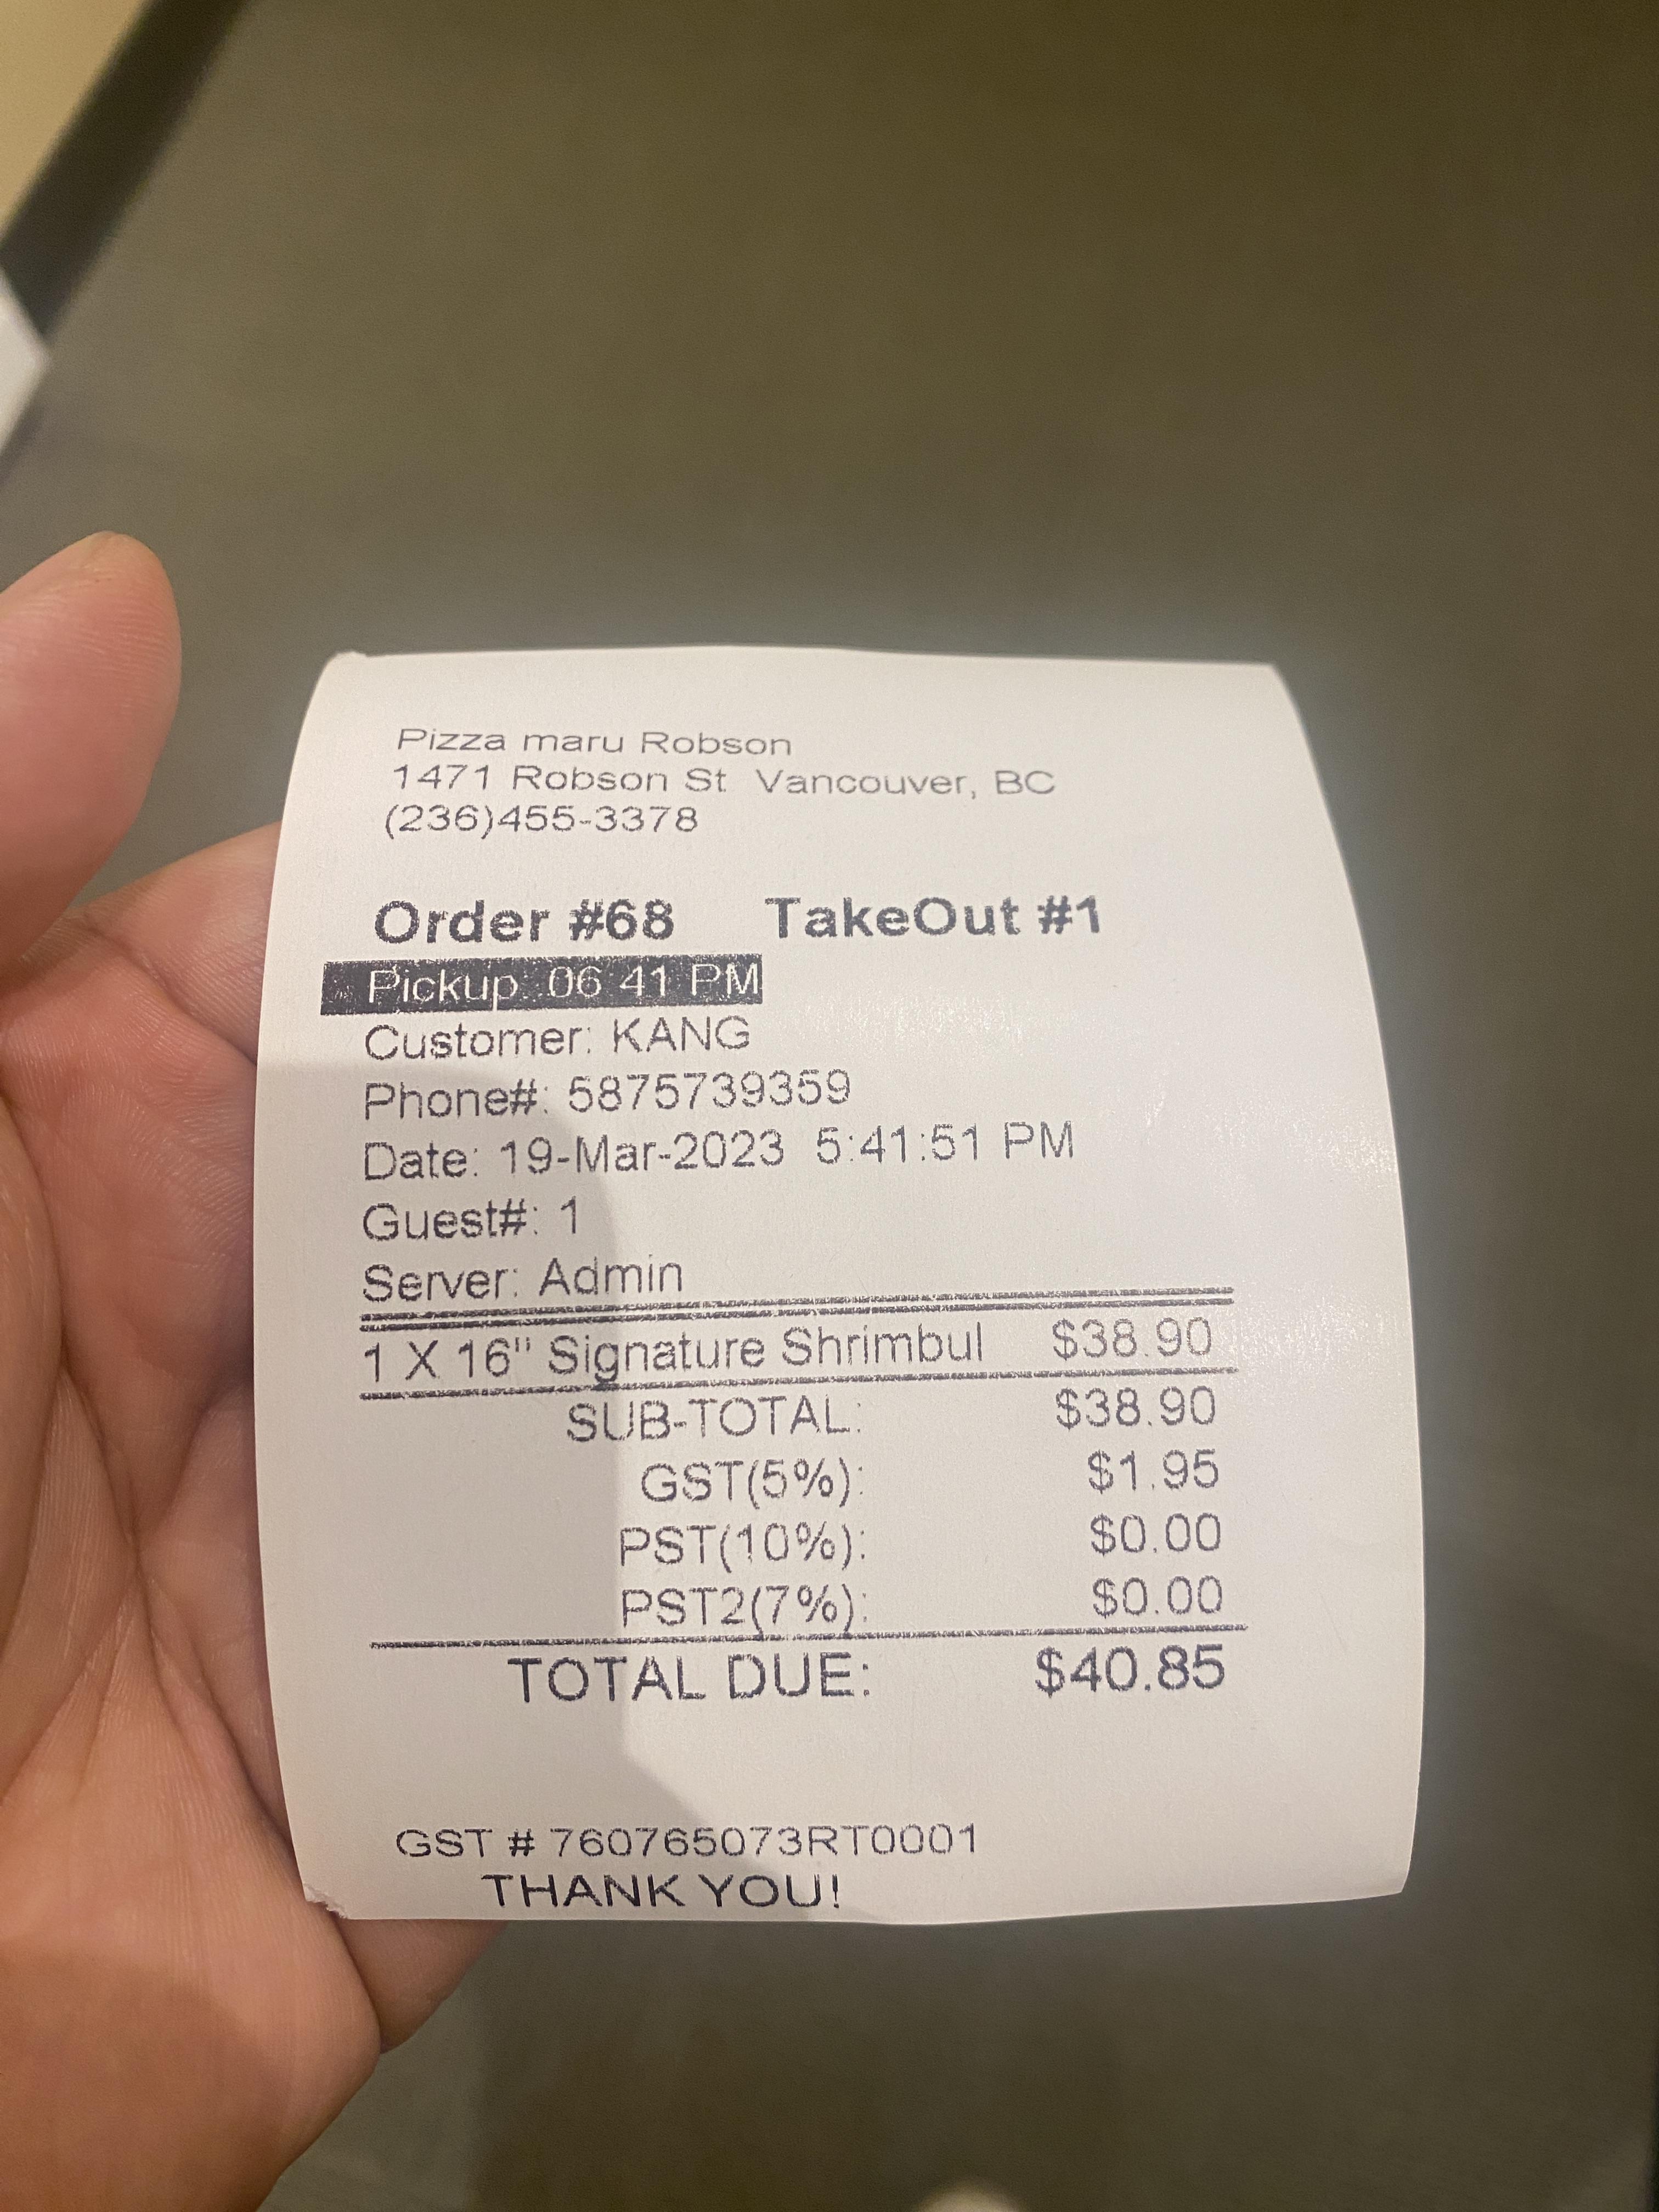 Pizza maru Robson
1471 Robson St Vancouver, BC
(236)455-3378
Order #68 TakeOut #1
Pickup: 06:41 PM
Customer: KANG
Phone#: 5875739359
Date: 19-Mar-2023 5:41:51 PM
Guest#: 1
Server: Admin
1 X 16" Signature Shrimbul $38.90
SUB-TOTAL: $38.90
GST(5%): $1.95
PST(10%): $0.00
PST2(7%): $0.00
TOTAL DUE: $40.85
GST # 760765073RT0001
THANK YOU!